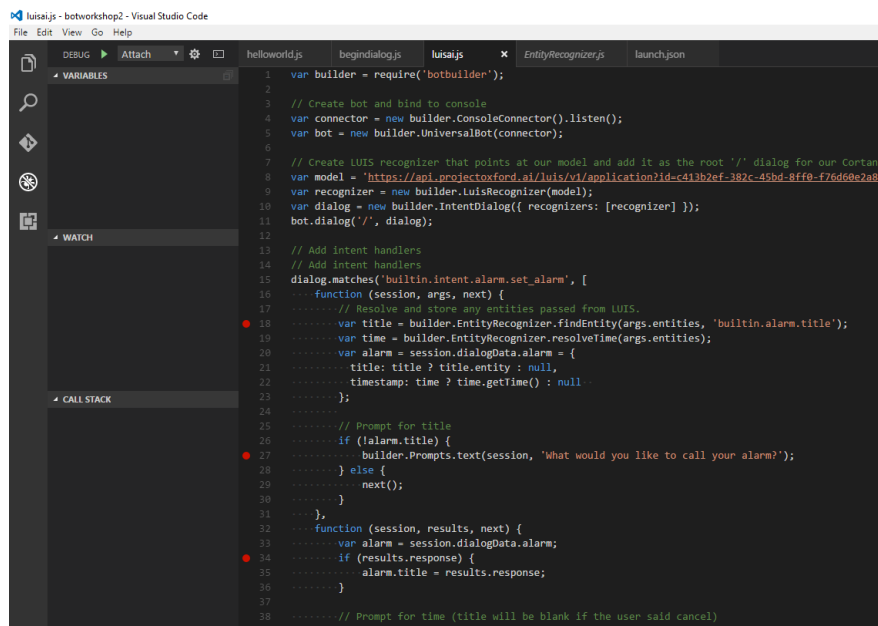 luisai.js - botworkshop2 - Visual Studio Code
File Edit View Go Help
DEBUG Attach
helloworld.js begindialog.js luisai.js × EntityRecognizer.js launch.json
VARIABLES
WATCH
CALL STACK
1 var builder = require('botbuilder');
2
3 // Create bot and bind to console
4 var connector = new builder.ConsoleConnector().listen();
5 var bot = new builder.UniversalBot(connector);
6
7 // Create LUIS recognizer that points at our model and add it as the root '/' dialog for our Cortan
8 var model = 'https://api.projectoxford.ai/luis/v1/application?id=c413b2ef-382c-45bd-8ff0-f76d60e2a8
9 var recognizer = new builder.LuisRecognizer(model);
10 var dialog = new builder.IntentDialog({ recognizers: [recognizer] });
11 bot.dialog('/', dialog);
12
13 // Add intent handlers
14 // Add intent handlers
15 dialog.matches('builtin.intent.alarm.set_alarm', [
16 function (session, args, next) {
17 // Resolve and store any entities passed from LUIS.
18 var title = builder.EntityRecognizer.findEntity(args.entities, 'builtin.alarm.title');
19 var time = builder.EntityRecognizer.resolveTime(args.entities);
20 var alarm = session.dialogData.alarm = {
21 title: title ? title.entity : null,
22 timestamp: time ? time.getTime() : null
23 };
24
25 // Prompt for title
26 if (!alarm.title) {
27 builder.Prompts.text(session, 'What would you like to call your alarm?');
28 } else {
29 next();
30 }
31 },
32 function (session, results, next) {
33 var alarm = session.dialogData.alarm;
34 if (results.response) {
35 alarm.title = results.response;
36 }
37
38 // Prompt for time (title will be blank if the user said cancel)